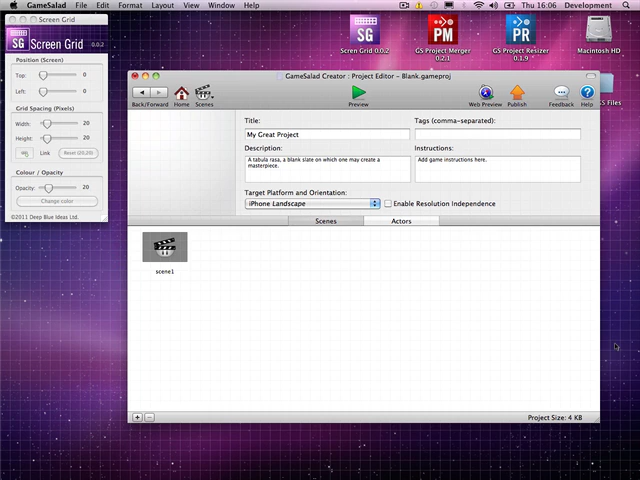 GameSalad File Edit Format Layout View Window Help Thu 16:06 Development
Screen Grid
SG Screen Grid 0.0.2
Position (Screen)
Top: 0
Left: 0
Grid Spacing (Pixels)
Width: 20
Height: 20
Link Reset (20,20)
Colour / Opacity
Opacity: 20
Change color
©2011 Deep Blue Ideas Ltd.
SG
Scren Grid 0.0.2
PM
GS Project Merger
0.2.1
PR
GS Project Resizer
0.1.9
Macintosh HD
GS Files
GameSalad Creator : Project Editor - Blank.gameproj
Back/Forward Home Scenes Preview Web Preview Publish Feedback Help
Title: Tags (comma-separated):
My Great Project
Description: Instructions:
A tabula rasa, a blank slate on which one may create a
masterpiece.
Add game instructions here.
Target Platform and Orientation:
iPhone Landscape Enable Resolution Independence
Scenes Actors
scene1
Project Size: 4 KB